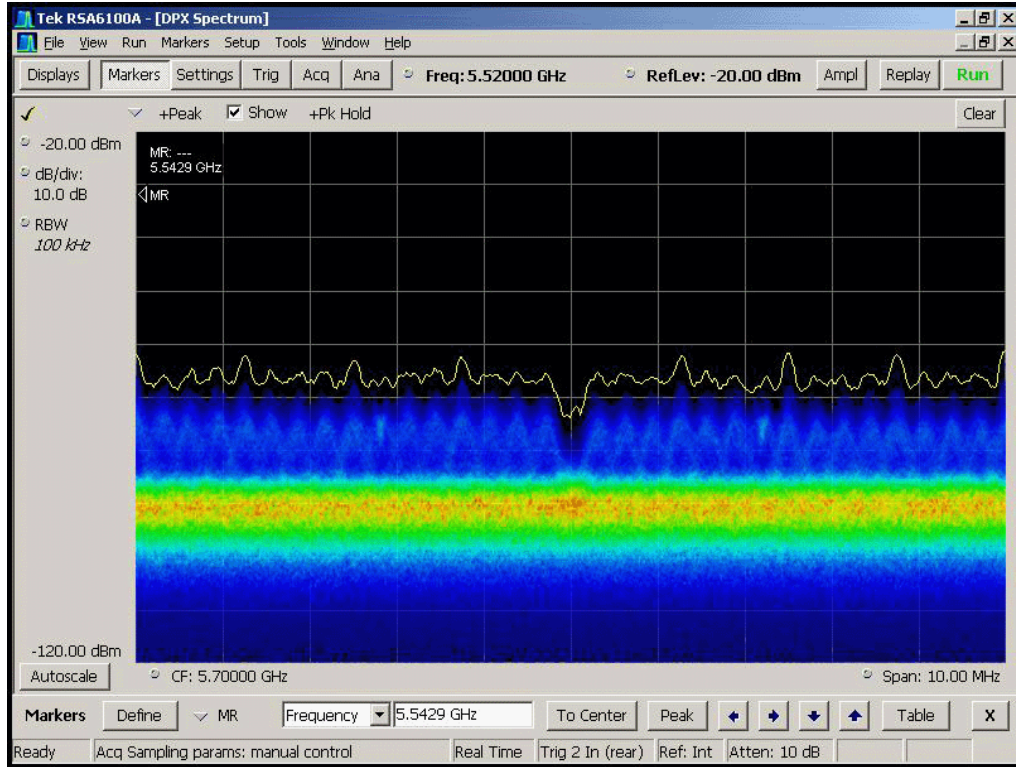 Tek RSA6100A - [DPX Spectrum]
File View Run Markers Setup Tools Window Help
Displays Markers Settings Trig Acq Ana Freq: 5.52000 GHz RefLev: -20.00 dBm Ampl Replay Run
+Peak Show +Pk Hold Clear
-20.00 dBm
dB/div:
10.0 dB
RBW
100 kHz
MR: ---
5.5429 GHz
MR
-120.00 dBm
Autoscale CF: 5.70000 GHz Span: 10.00 MHz
Markers Define MR Frequency 5.5429 GHz To Center Peak Table X
Ready Acq Sampling params: manual control Real Time Trig 2 In (rear) Ref: Int Atten: 10 dB